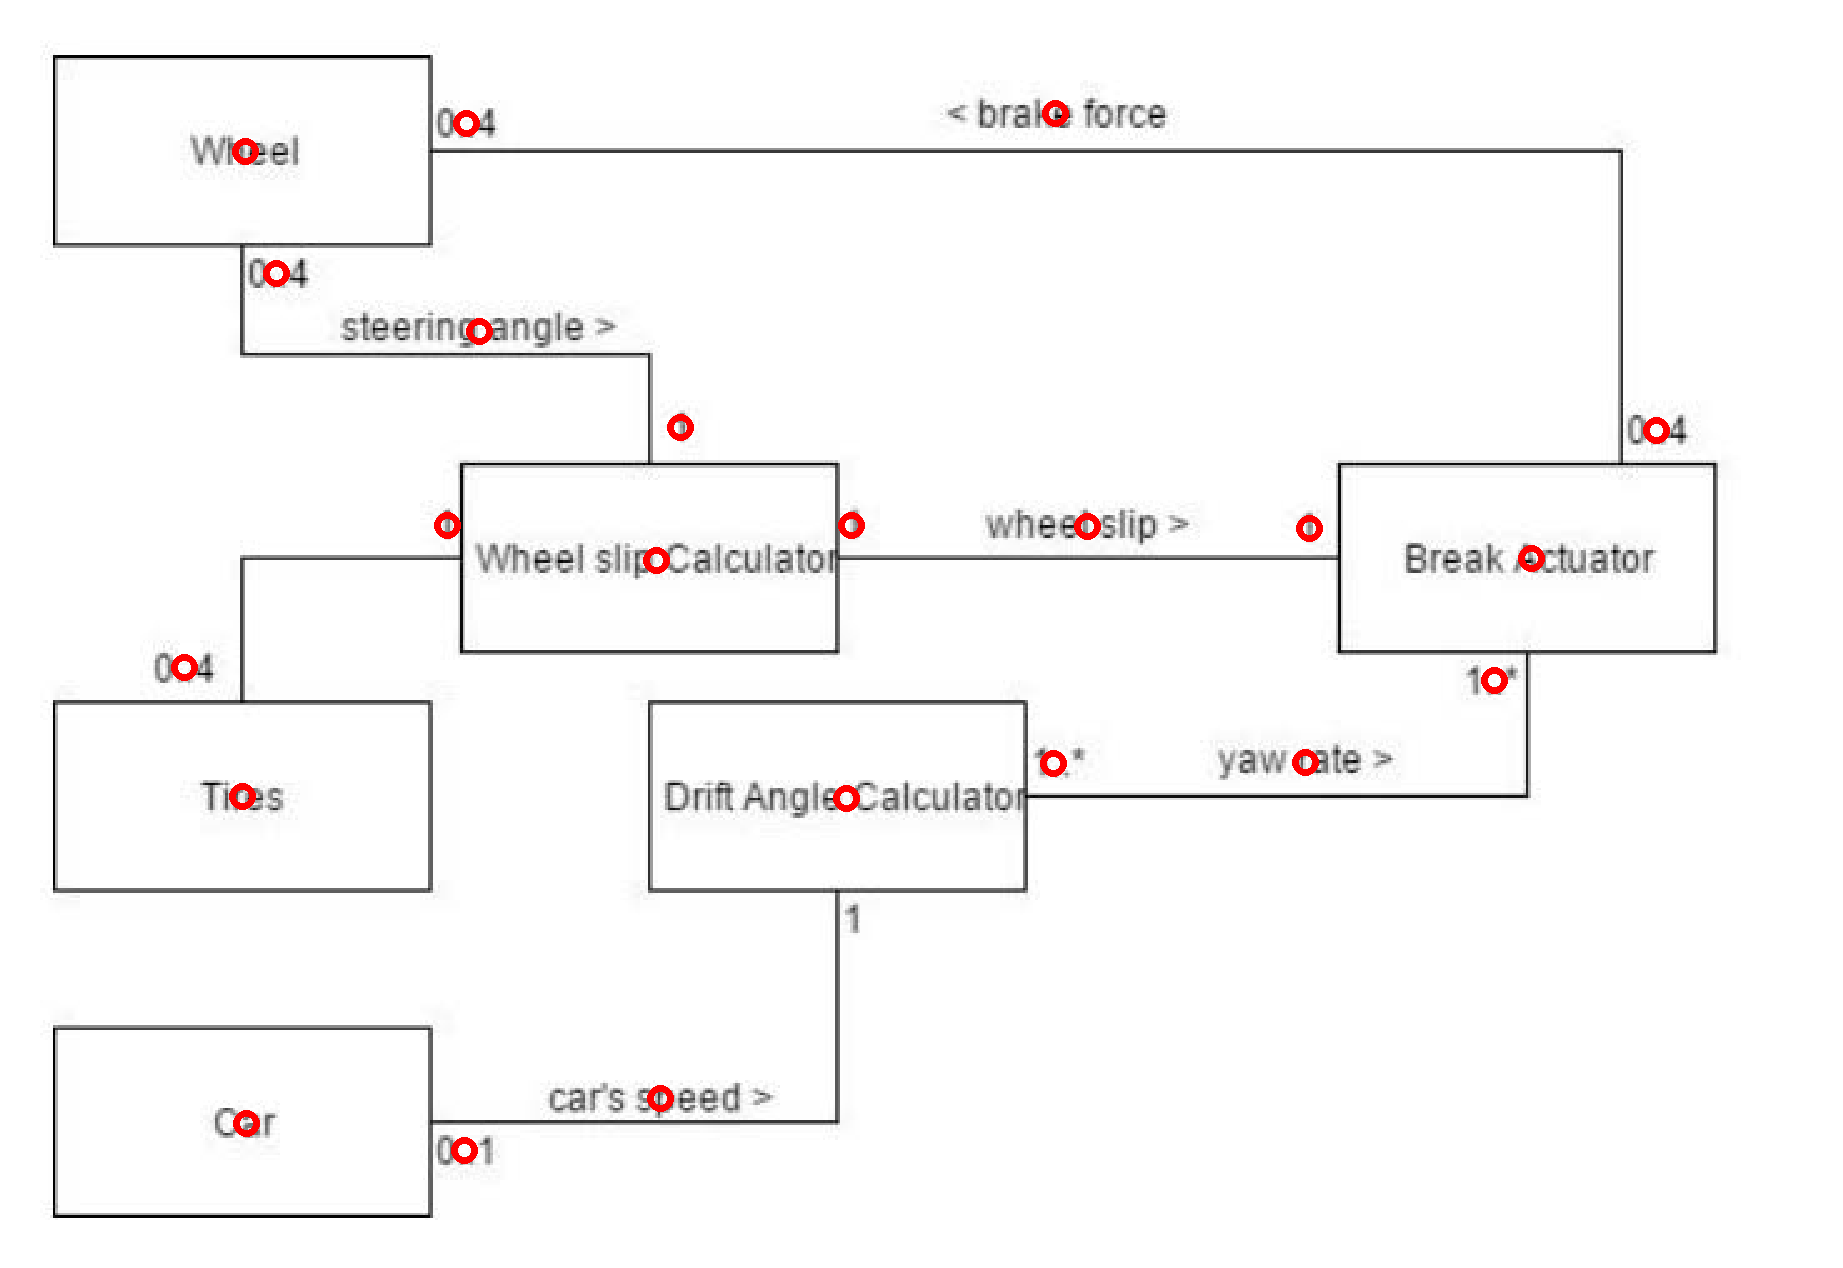 Wheel
0..4
< brake force
0..4
steering angle >
1
0..4
1
1
wheel slip >
1
Wheel slip Calculator
Break Actuator
0..4
1..*
1..*
yaw rate >
Tires
Drift Angle Calculator
1
car's speed >
Car
0..1